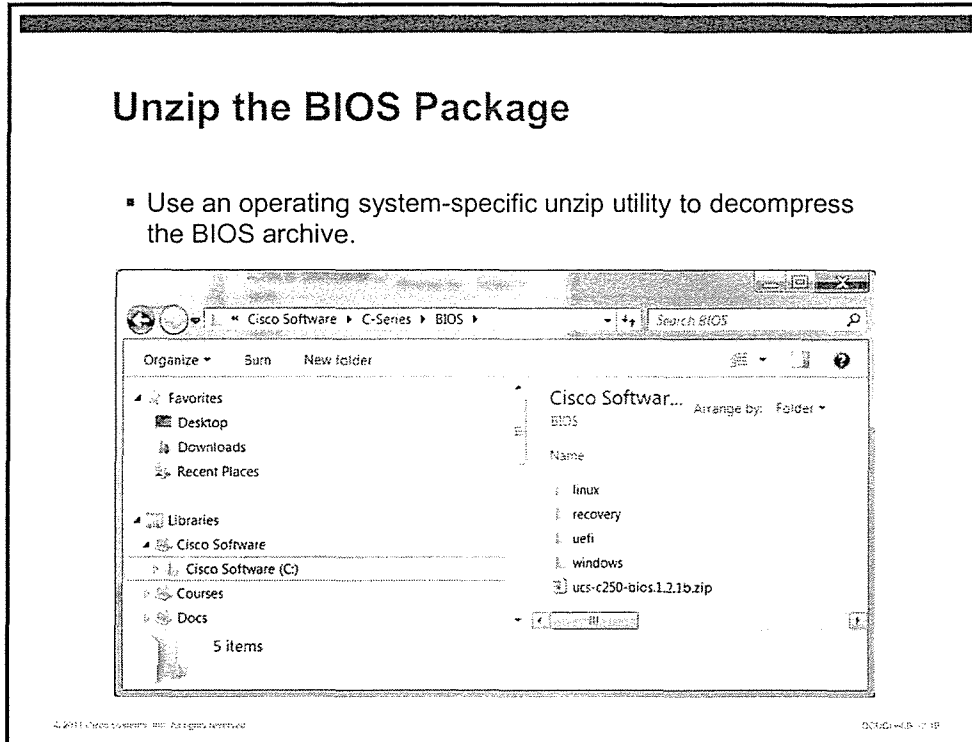 Unzip the BIOS Package
▪ Use an operating system-specific unzip utility to decompress
the BIOS archive.
« Cisco Software ▸ C-Series ▸ BIOS ▸
Search BIOS
Organize ▾ Burn New folder
Favorites
Desktop
Downloads
Recent Places
Libraries
Cisco Software
Cisco Software (C:)
Courses
Docs
5 items
Cisco Softwar...
Arrange by: Folder ▾
BIOS
Name
linux
recovery
uefi
windows
ucs-c250-bios.1.2.1b.zip
reserved